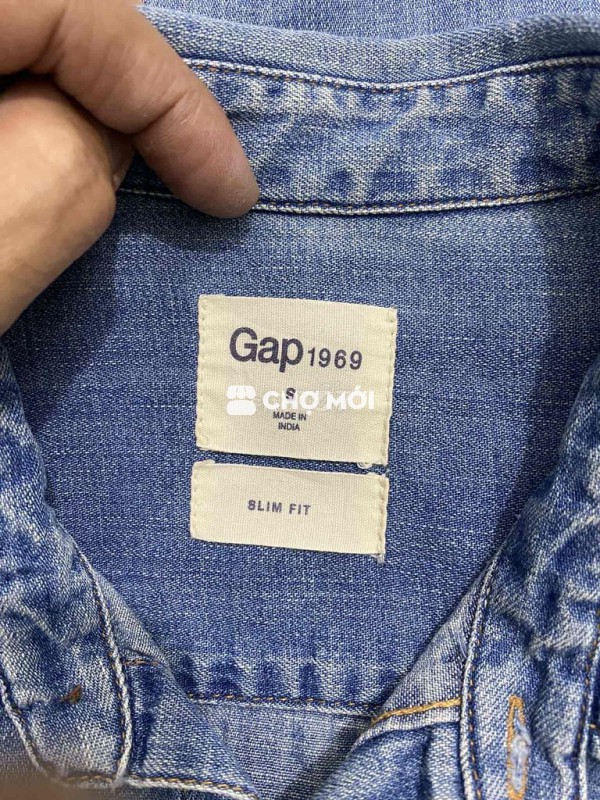 Gap 1969
S
CHỢ MỚI
MADE IN
INDIA
SLIM FIT